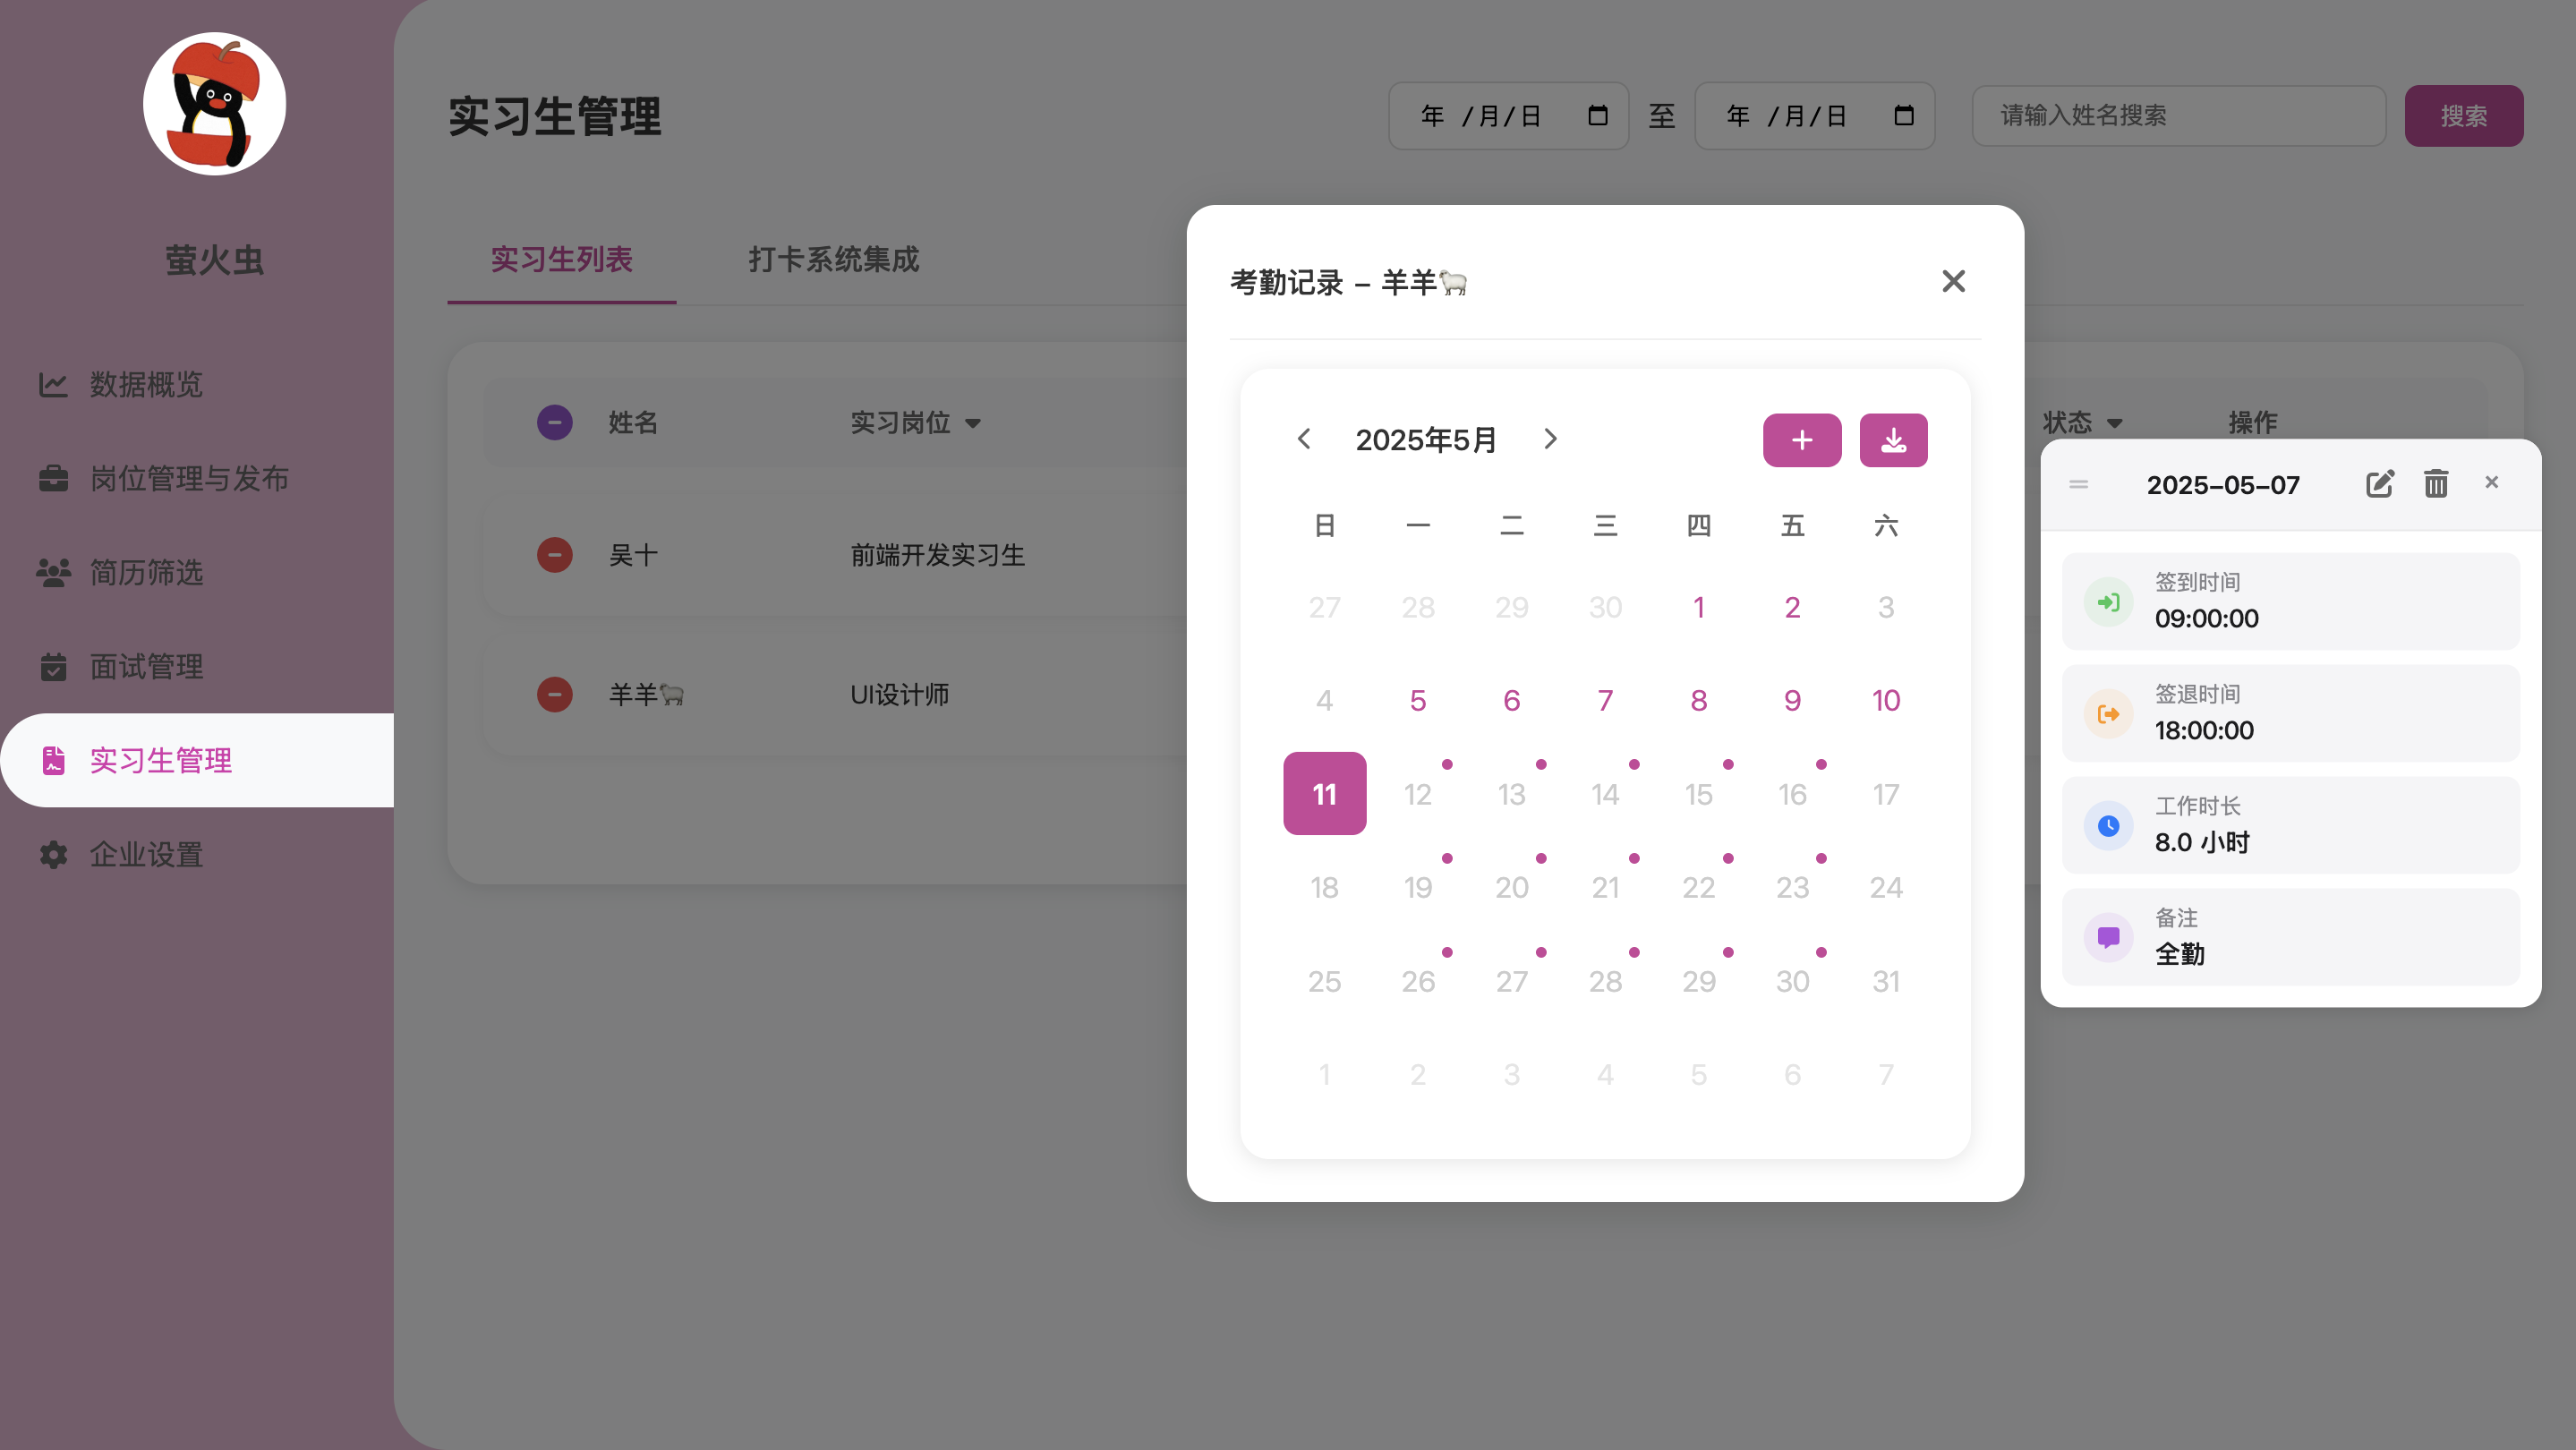 萤火虫
数据概览
岗位管理与发布
简历筛选
面试管理
实习生管理
企业设置
实习生管理
年 /月/日 至 年 /月/日 请输入姓名搜索 搜索
实习生列表 打卡系统集成
姓名 实习岗位 状态 操作
吴十 前端开发实习生
羊羊🐑 UI设计师
考勤记录 – 羊羊🐑
2025年5月
日 一 二 三 四 五 六
27 28 29 30 1 2 3
4 5 6 7 8 9 10
11 12 13 14 15 16 17
18 19 20 21 22 23 24
25 26 27 28 29 30 31
1 2 3 4 5 6 7
2025–05–07
签到时间
09:00:00
签退时间
18:00:00
工作时长
8.0 小时
备注
全勤